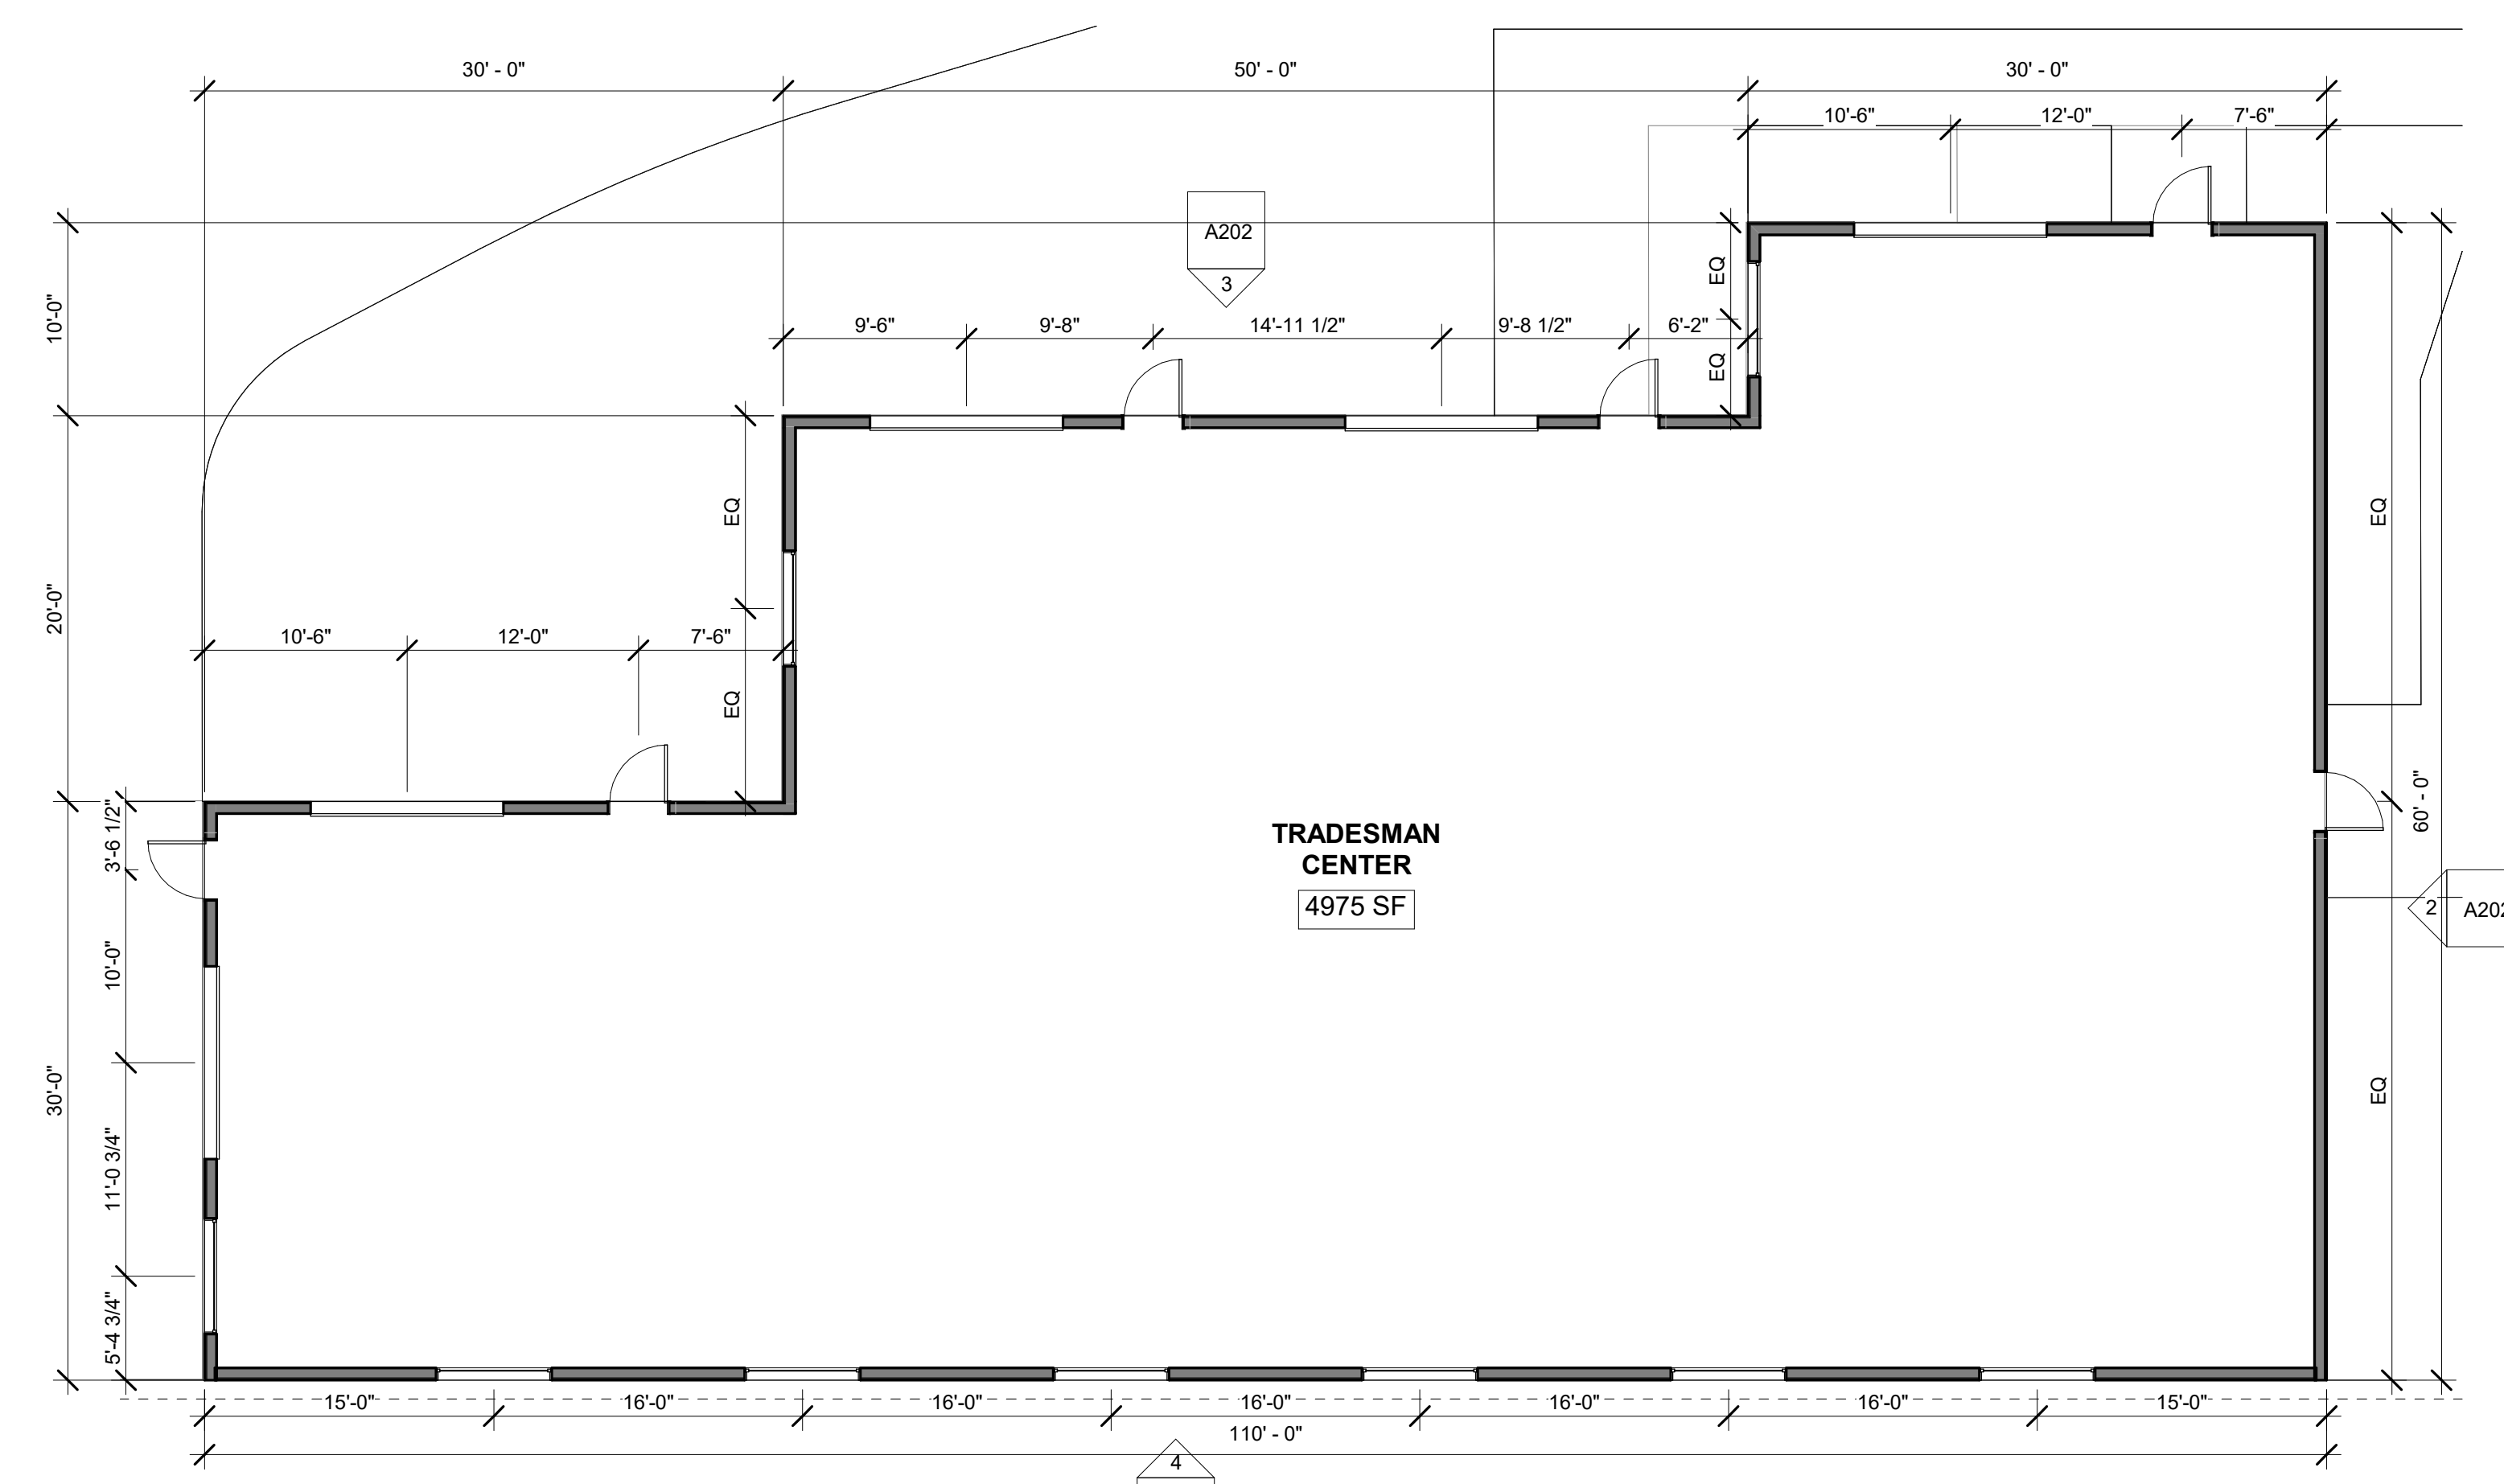 30' - 0"
50' - 0"
30' - 0"
10'-6"
12'-0"
7'-6"
A202
3
EQ
EQ
10'-0"
9'-6"
9'-8"
14'-11 1/2"
9'-8 1/2"
6'-2"
EQ
EQ
EQ
20'-0"
10'-6"
12'-0"
7'-6"
3'-6 1/2"
60' - 0"
TRADESMAN
CENTER
4975 SF
2
10'-0"
30'-0"
11'-0 3/4"
EQ
5'-4 3/4"
15'-0"
16'-0"
16'-0"
16'-0"
16'-0"
16'-0"
15'-0"
110' - 0"
4